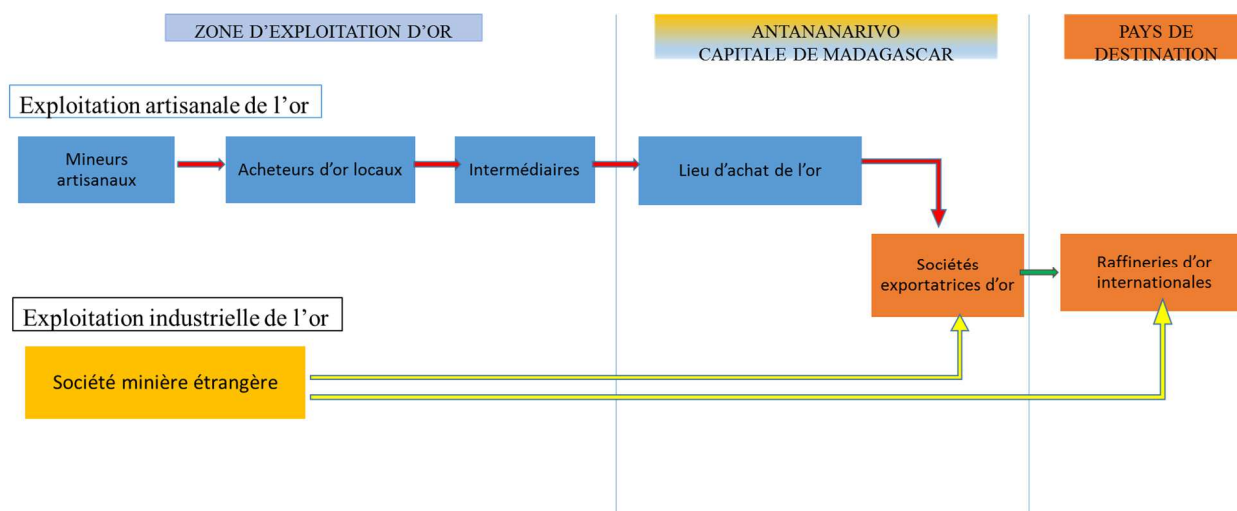 ZONE D’EXPLOITATION D’OR
ANTANANARIVO
CAPITALE DE MADAGASCAR
PAYS DE
DESTINATION
Exploitation artisanale de l’or
Mineurs
artisanaux
Acheteurs d’or locaux
Intermédiaires
Lieu d’achat de l’or
Sociétés
exportatrices d’or
Raffineries d’or
internationales
Exploitation industrielle de l’or
Société minière étrangère